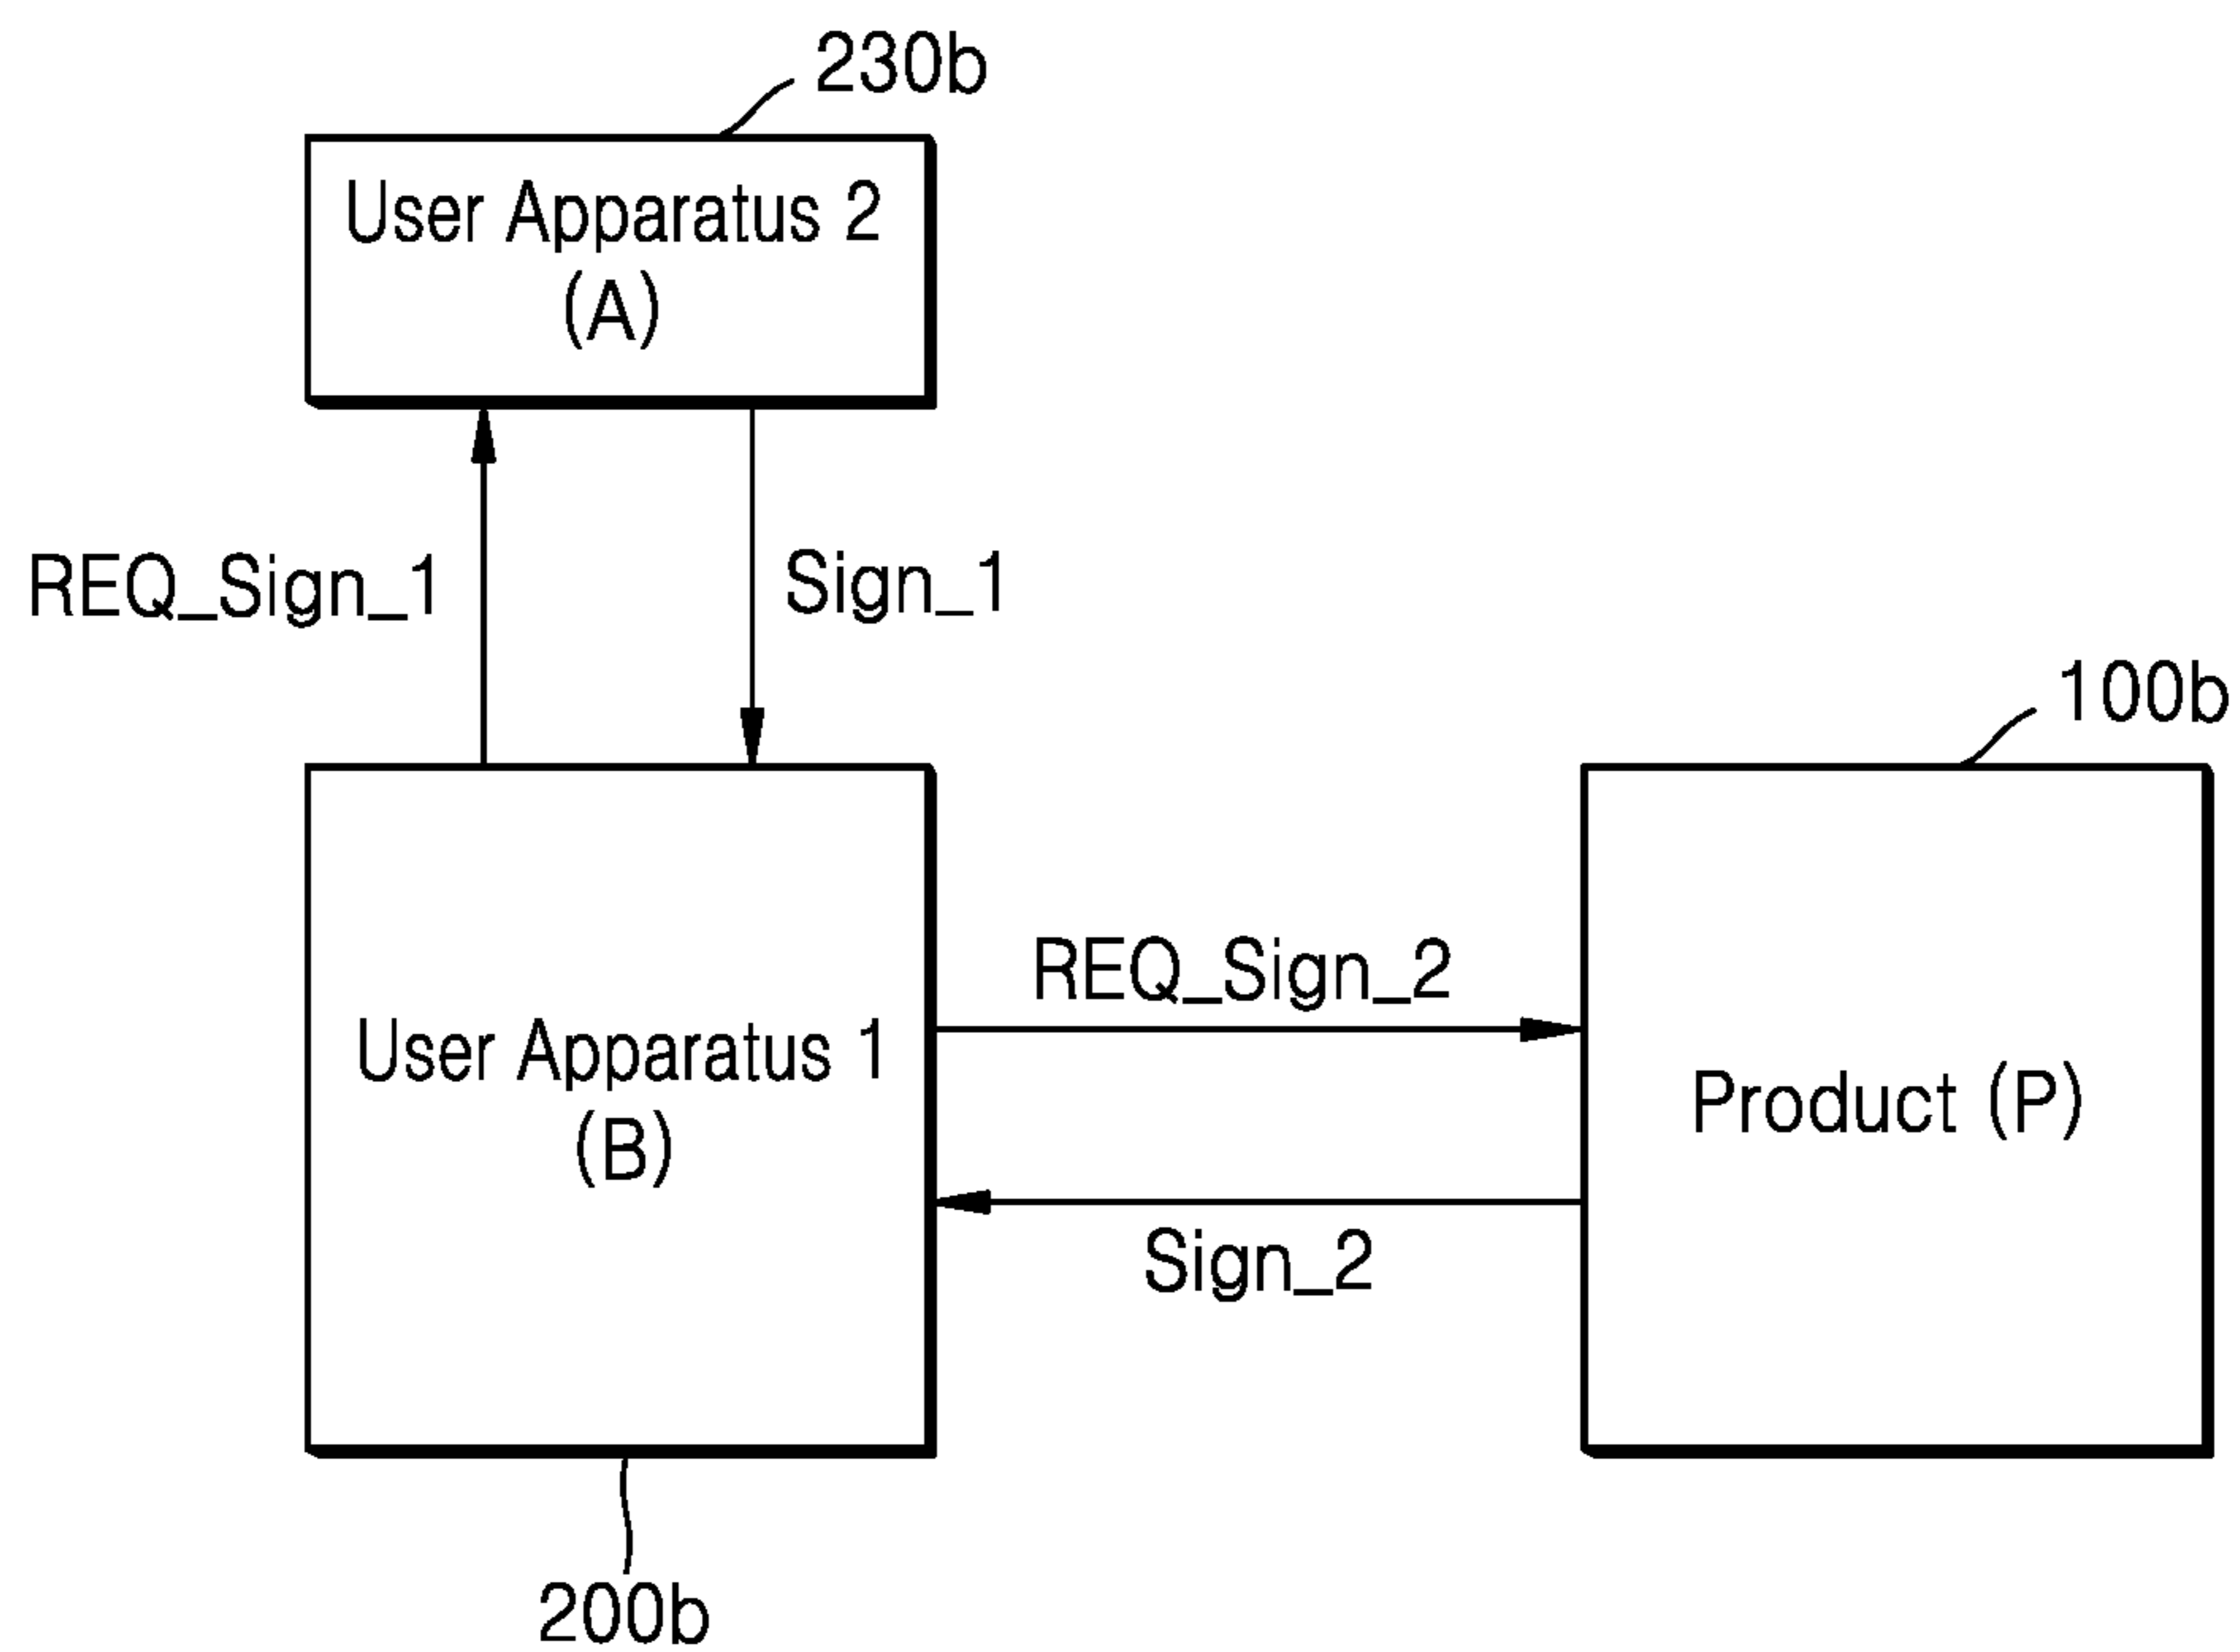 230b
User Apparatus 2
(A)
REQ_Sign_1
Sign_1
100b
User Apparatus 1
(B)
REQ_Sign_2
Sign_2
Product (P)
200b